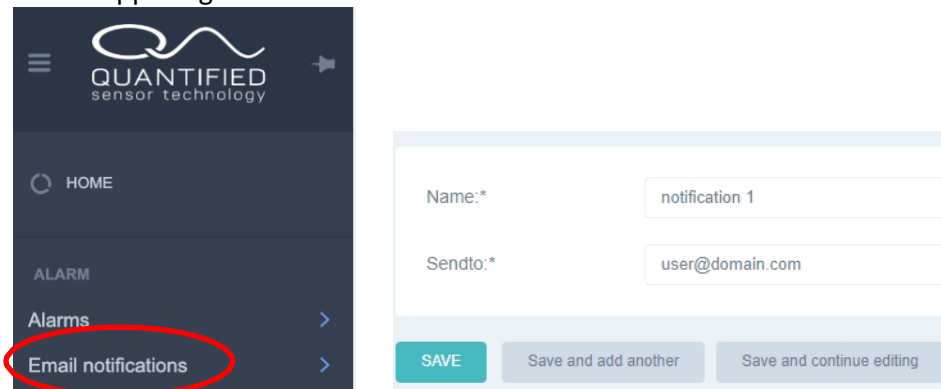 QUANTIFIED
sensor technology
HOME
ALARM
Alarms
Email notifications
Name:*
notification 1
Sendto:*
user@domain.com
SAVE
Save and add another
Save and continue editing